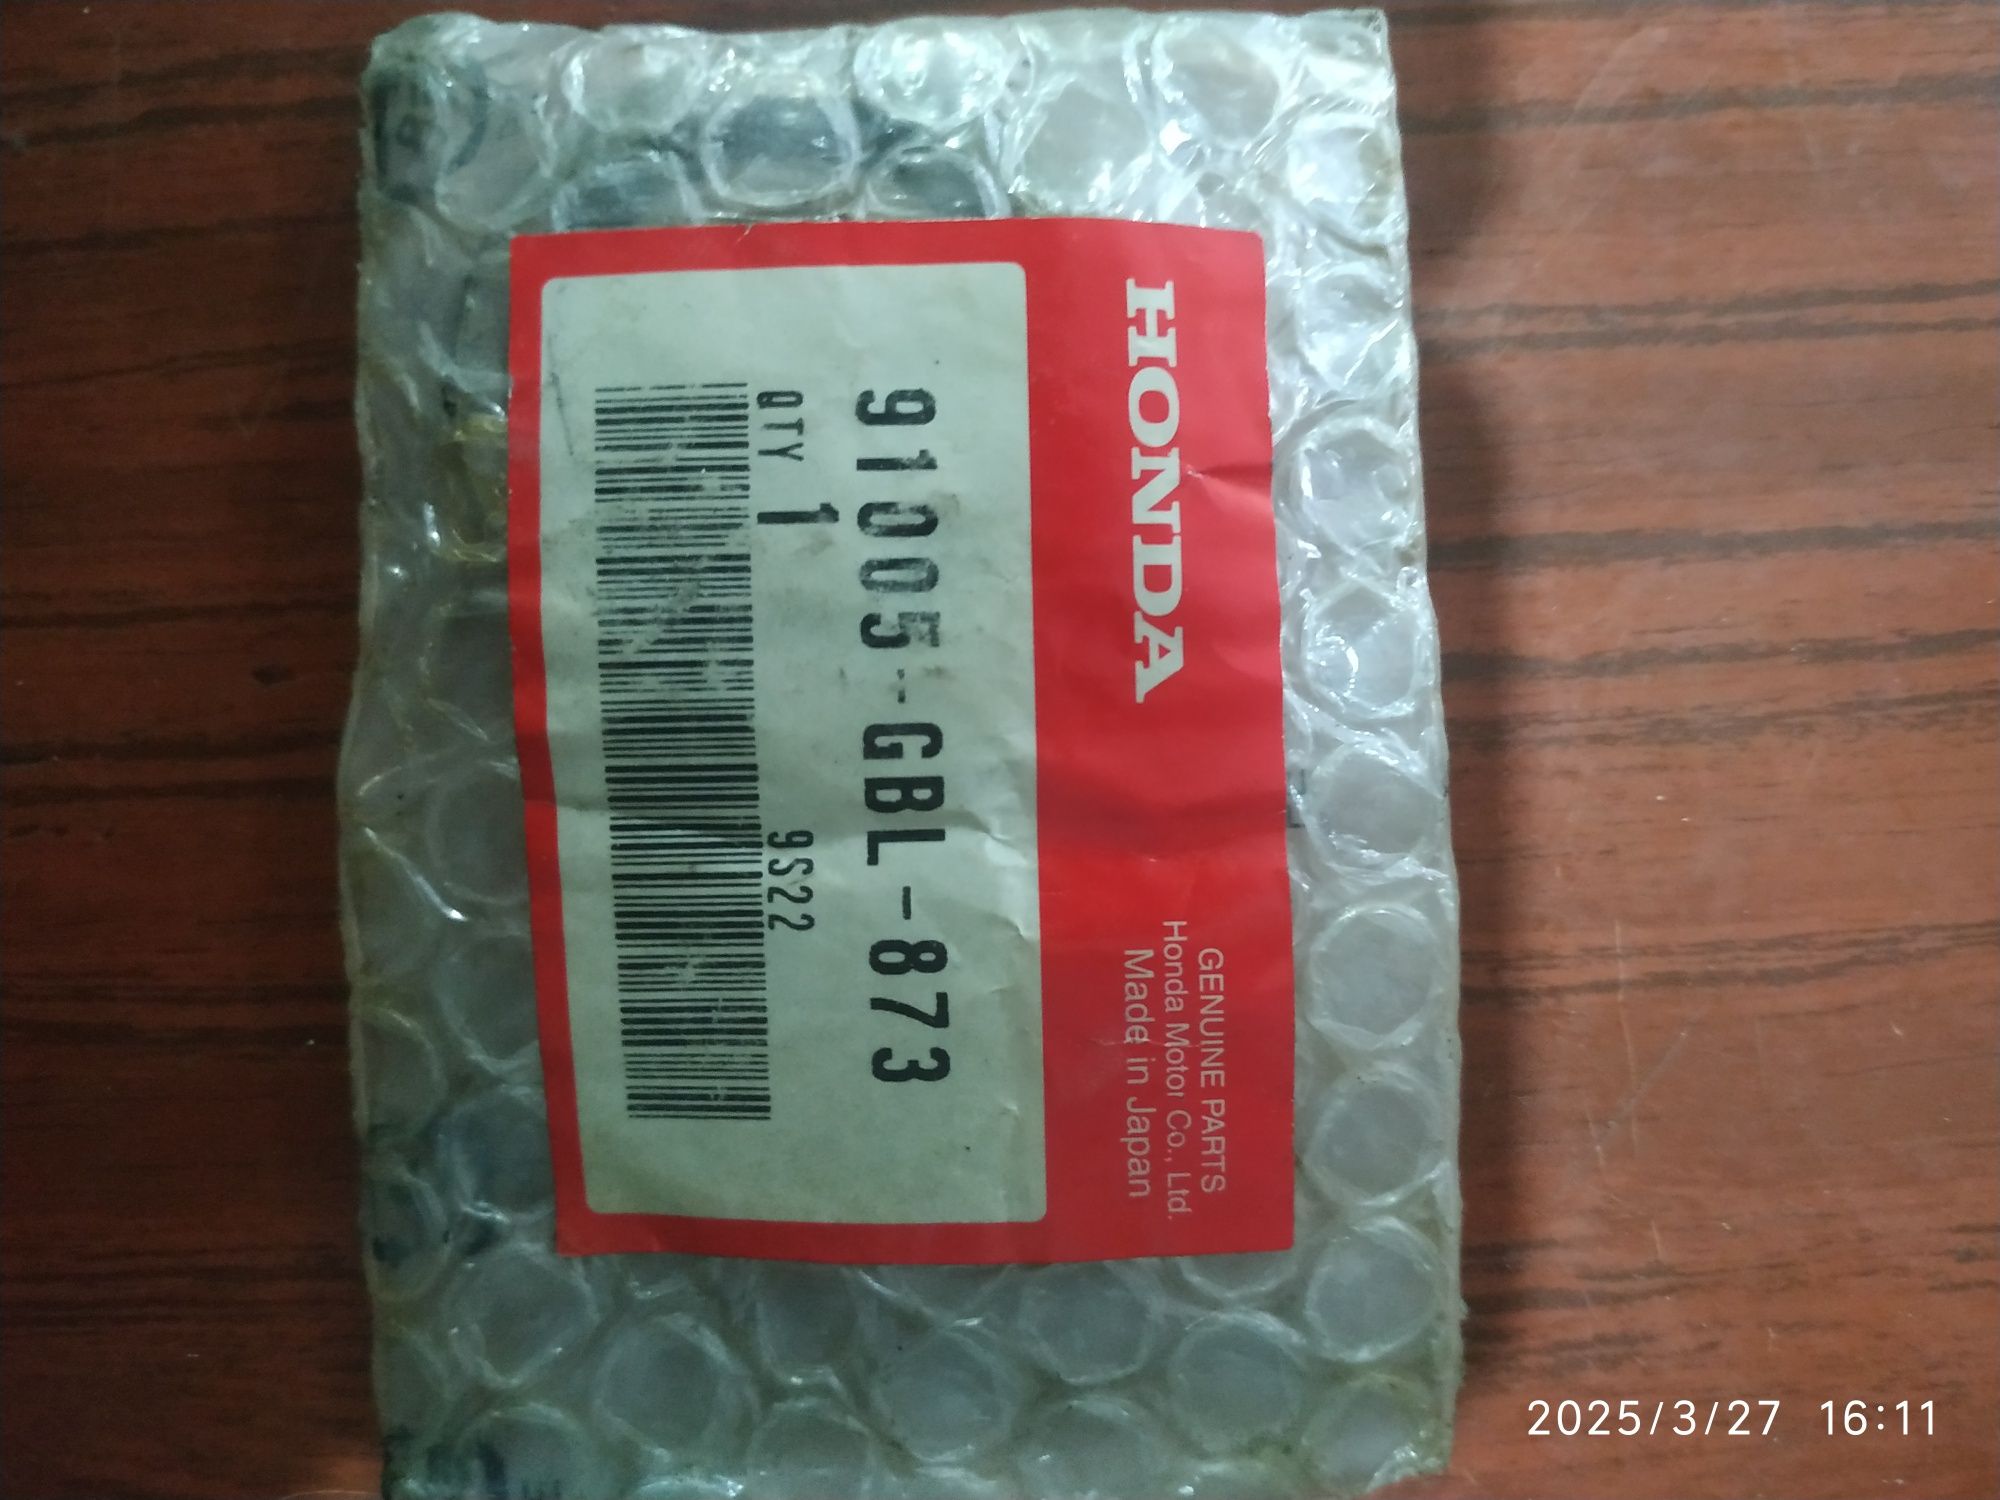 HONDA
GENUINE PARTS
Honda Motor Co., Ltd.
Made in Japan
91005-GBL-873
QTY 1
9S22
2025/3/27 16:11